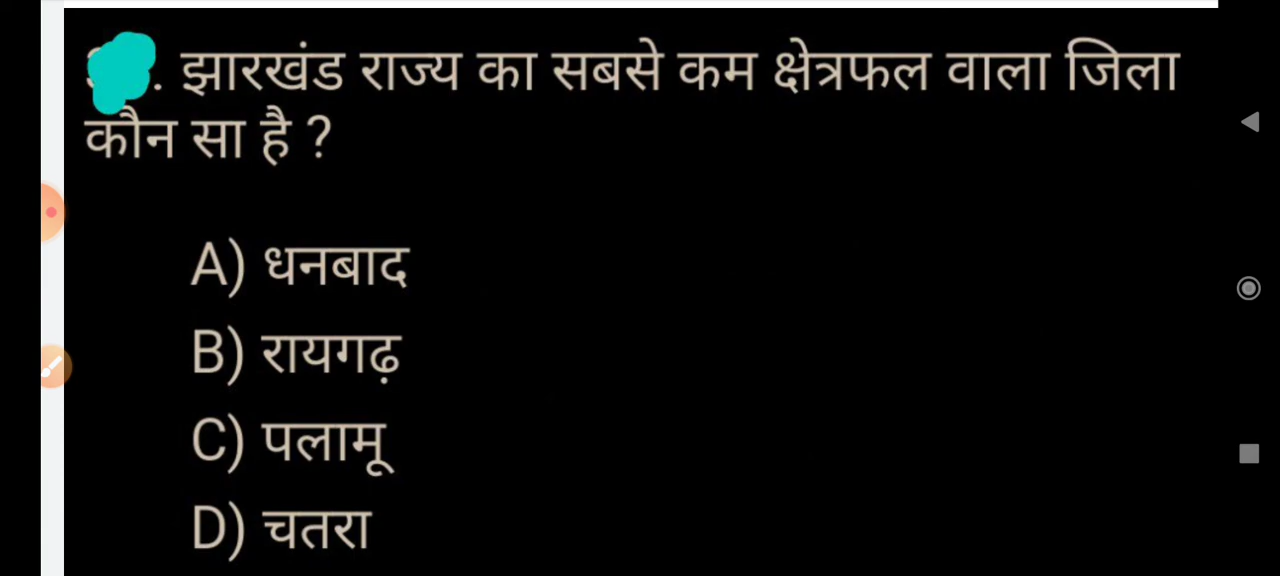 . झारखंड राज्य का सबसे कम क्षेत्रफल वाला जिला
कौन सा है ?
A) धनबाद
B) रायगढ़
C) पलामू
D) चतरा